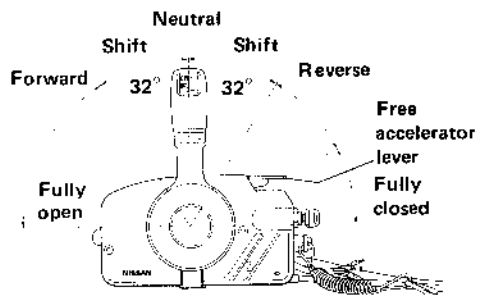 Neutral
Shift Shift
Forward Reverse
32° 32°
Free
accelerator
lever
Fully
open
Fully
closed
NISSAN